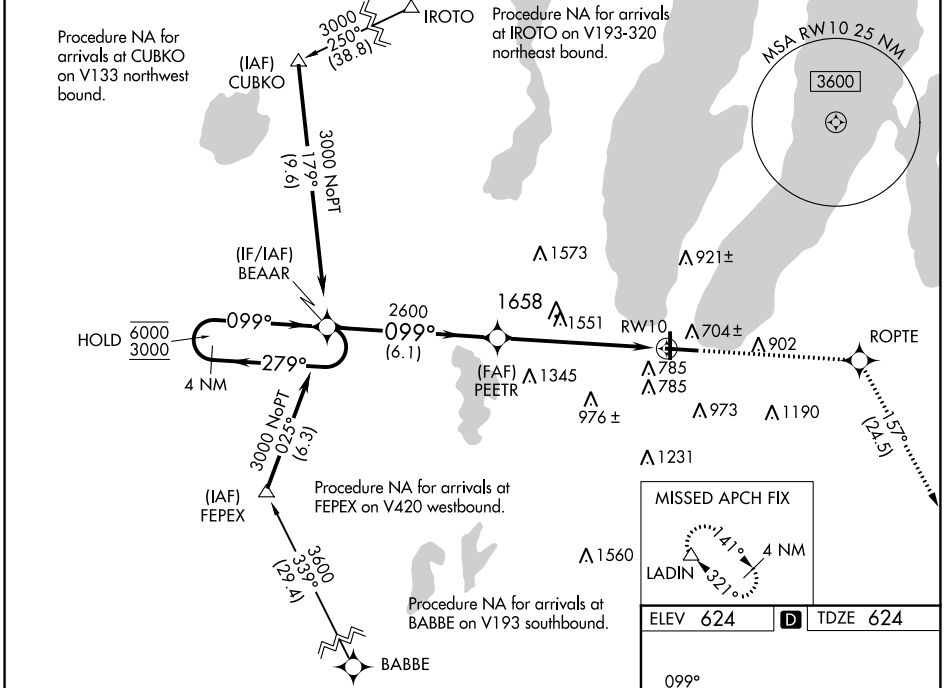 IROTO
Procedure NA for arrivals
at IROTO on V193-320
northeast bound.
3000
250°
(38.8)
MSA RW10 25 NM
3600
Procedure NA for
arrivals at CUBKO
on V133 northwest
bound.
(IAF)
CUBKO
3000 NoPT
179°
(9.6)
(IF/IAF)
BEAAR
1573
921±
1658
1551
RW10
704±
902
ROPTE
HOLD
6000
3000
099°
2600
099°
(6.1)
279°
4 NM
(FAF)
PEETR
1345
785
785
976 ±
973
1190
157°
(24.5)
3000 NoPT
025°
(6.3)
1231
(IAF)
FEPEX
Procedure NA for arrivals at
FEPEX on V420 westbound.
MISSED APCH FIX
141°
4 NM
LADIN
321°
3600
339°
(29.4)
1560
Procedure NA for arrivals at
BABBE on V193 southbound.
BABBE
ELEV 624
D
TDZE 624
099°